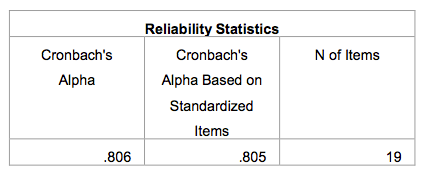 Reliability Statistics
Cronbach's
Alpha
Cronbach's
Alpha Based on
Standardized
Items
N of Items
.806
.805
19